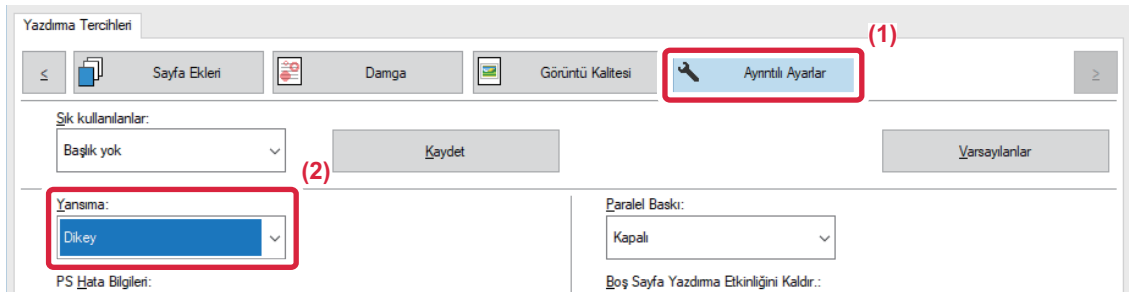 Yazdırma Tercihleri
(1)
≤ Sayfa Ekleri Damga Görüntü Kalitesi Ayrıntılı Ayarlar ≥
Sık kullanılanlar:
Başlık yok Kaydet Varsayılanlar
(2)
Yansıma: Paralel Baskı:
Dikey Kapalı
PS Hata Bilgileri: Boş Sayfa Yazdırma Etkinliğini Kaldır.: